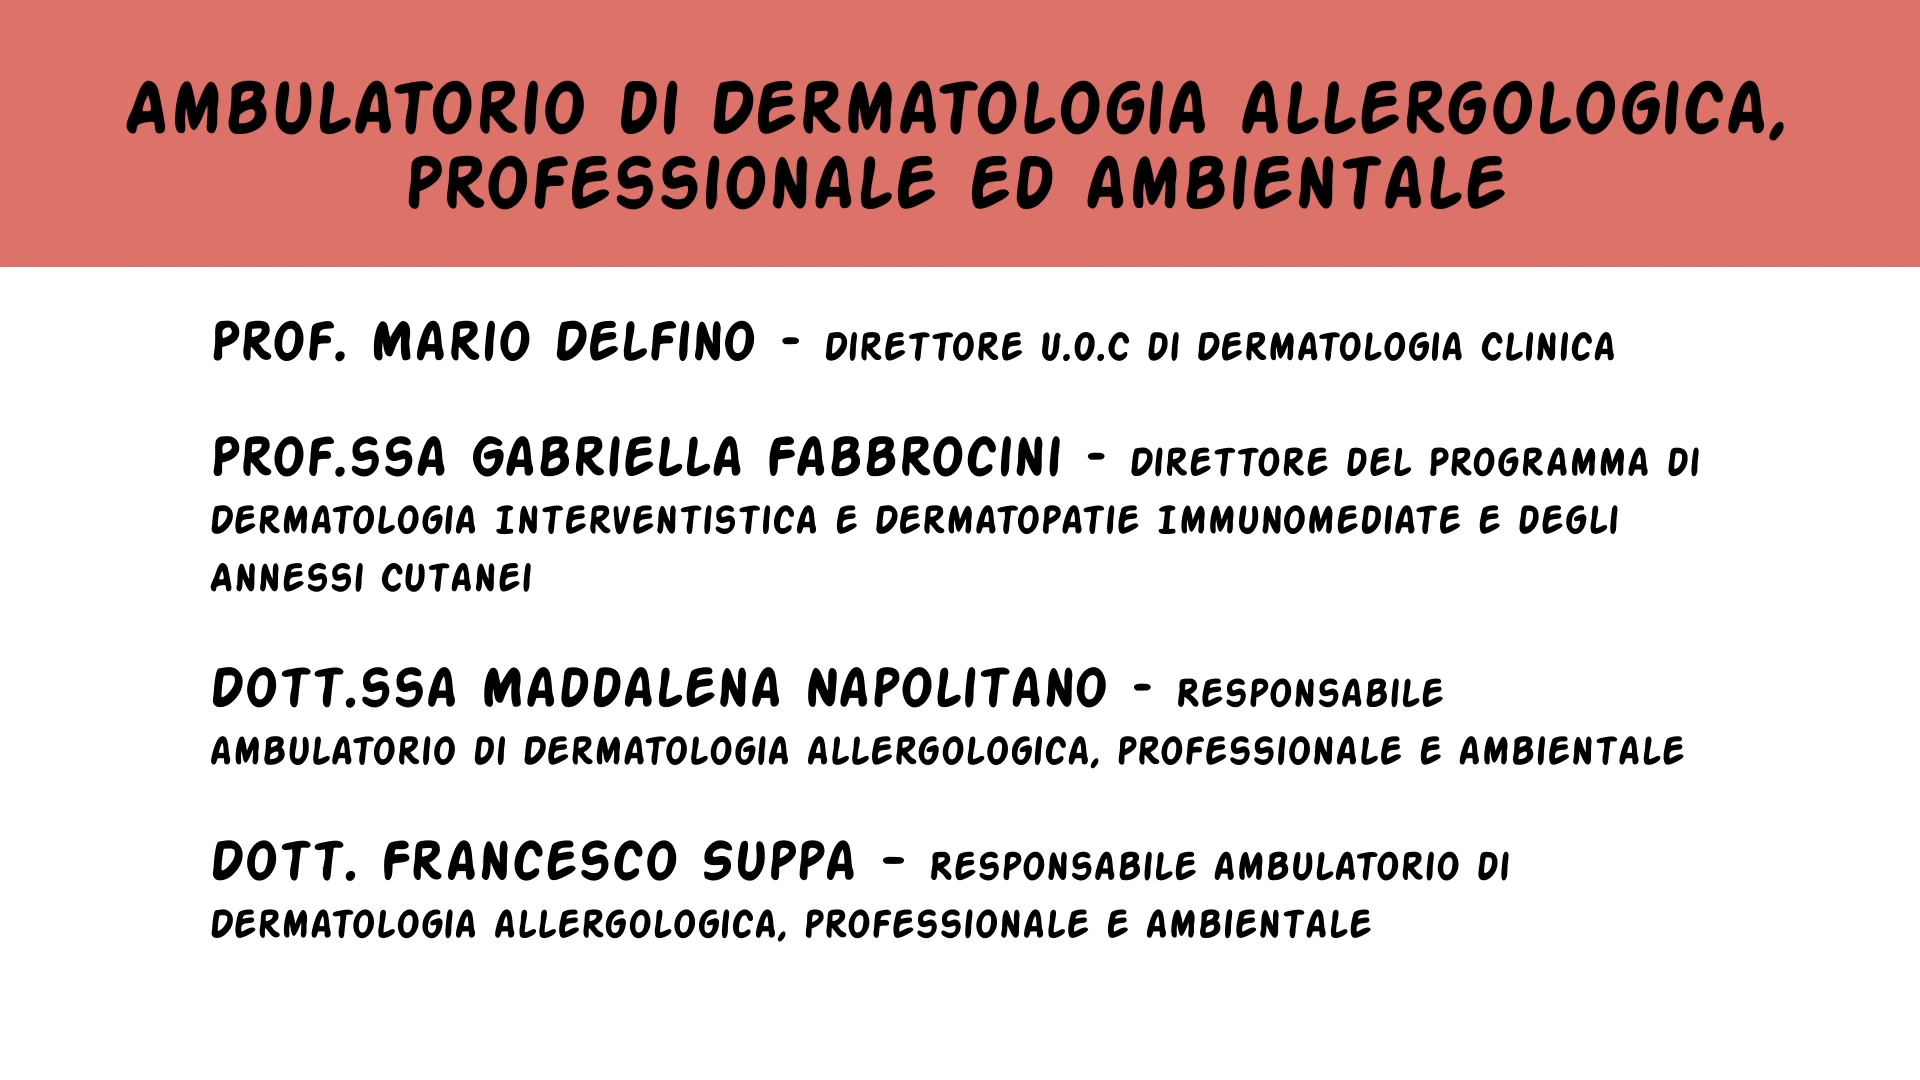 AMBULATORIO DI DERMATOLOGIA ALLERGOLOGICA,
PROFESSIONALE ED AMBIENTALE
PROF. MARIO DELFINO - DIRETTORE U.O.C DI DERMATOLOGIA CLINICA
PROF.SSA GABRIELLA FABBROCINI - DIRETTORE DEL PROGRAMMA DI
DERMATOLOGIA INTERVENTISTICA E DERMATOPATIE IMMUNOMEDIATE E DEGLI
ANNESSI CUTANEI
DOTT.SSA MADDALENA NAPOLITANO - RESPONSABILE
AMBULATORIO DI DERMATOLOGIA ALLERGOLOGICA, PROFESSIONALE E AMBIENTALE
DOTT. FRANCESCO SUPPA - RESPONSABILE AMBULATORIO DI
DERMATOLOGIA ALLERGOLOGICA, PROFESSIONALE E AMBIENTALE